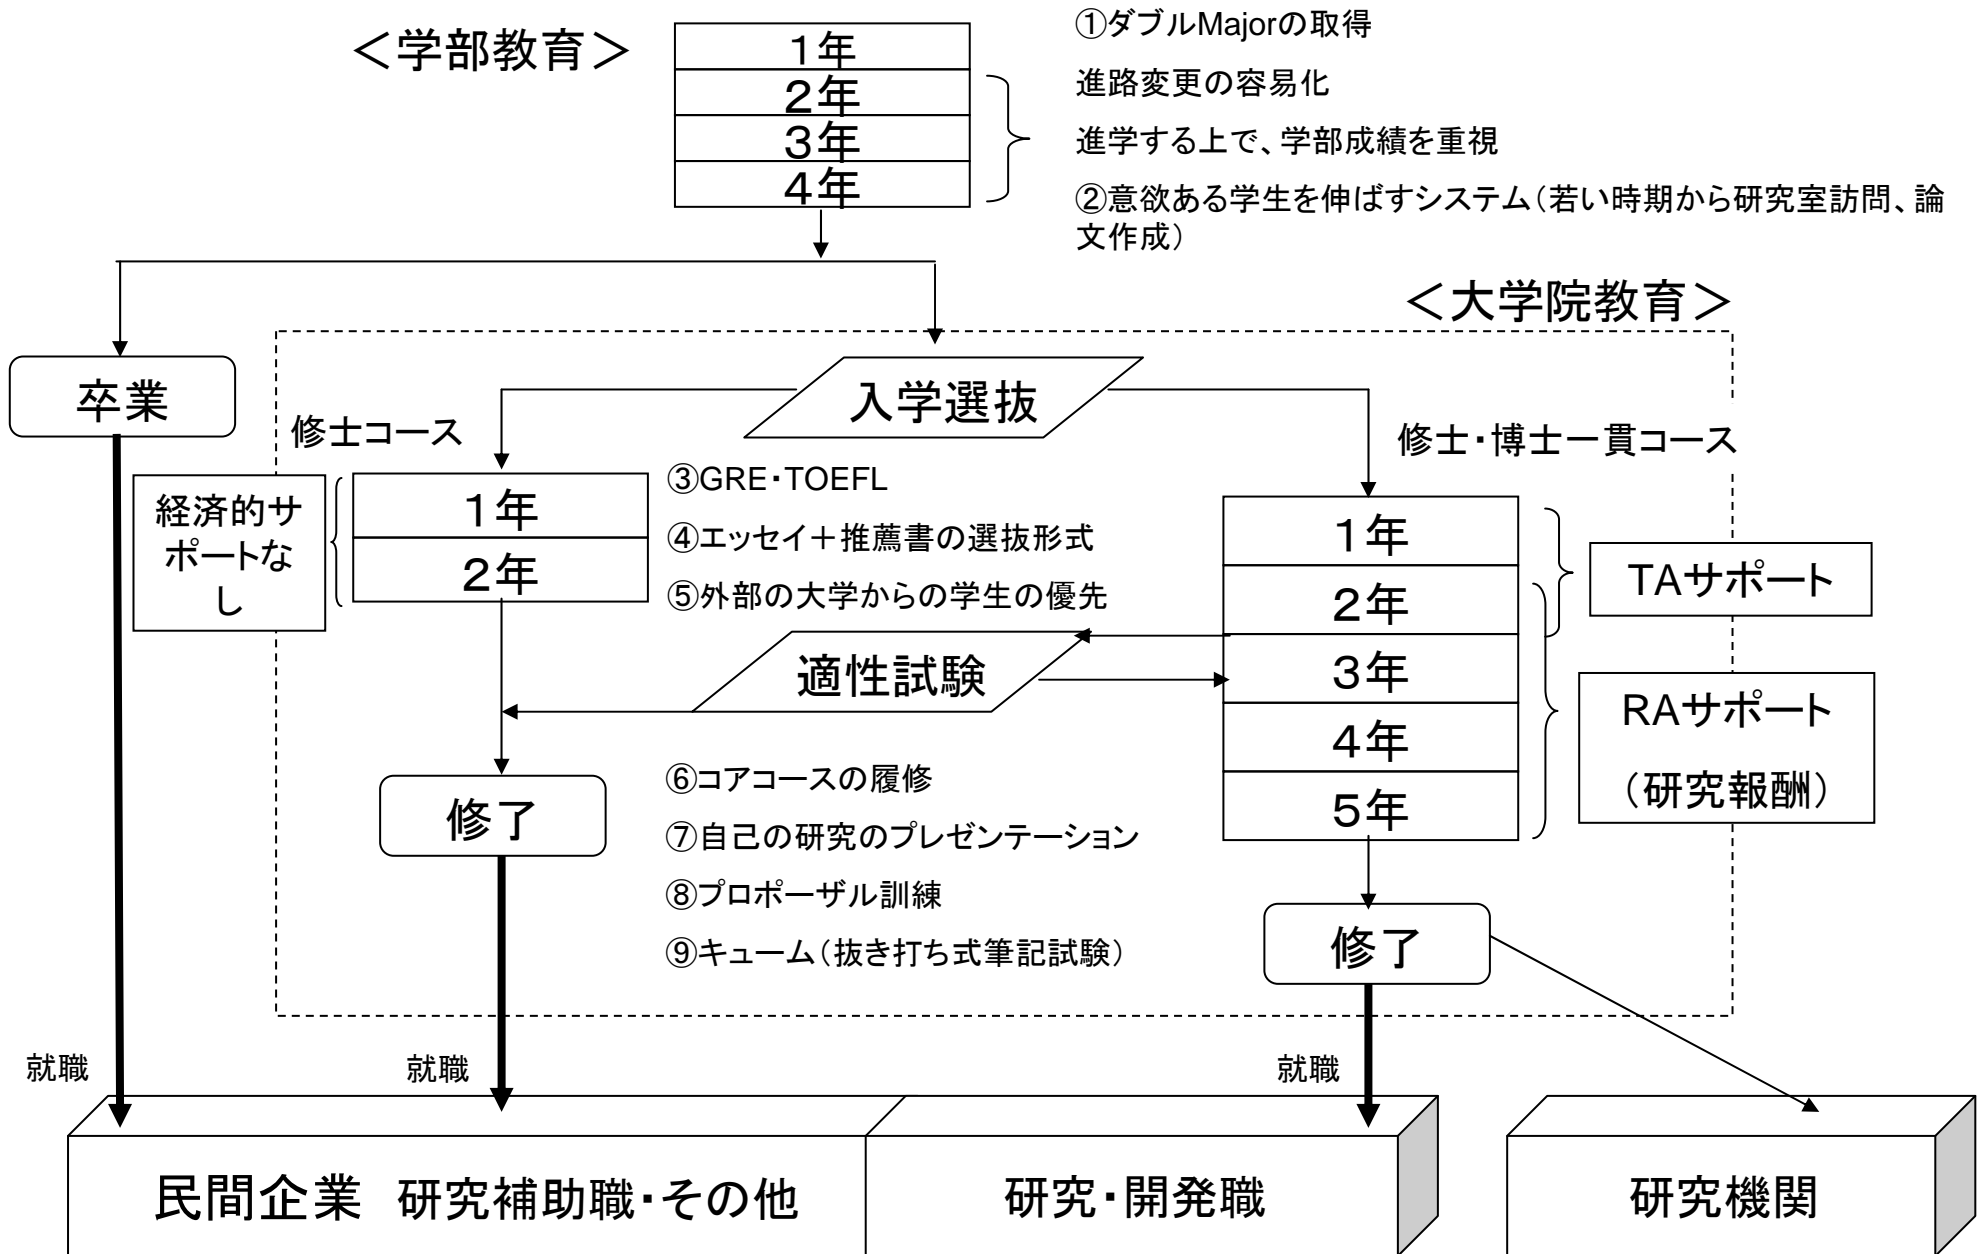 ＜学部教育＞
１年
２年
３年
４年
①ダブルMajorの取得
進路変更の容易化
進学する上で、学部成績を重視
②意欲ある学生を伸ばすシステム（若い時期から研究室訪問、論
文作成）
＜大学院教育＞
卒業
入学選抜
修士コース
修士・博士一貫コース
経済的サ
ポートな
し
１年
２年
③GRE・TOEFL
④エッセイ＋推薦書の選抜形式
⑤外部の大学からの学生の優先
１年
２年
３年
４年
５年
TAサポート
RAサポート
（研究報酬）
適性試験
修了
⑥コアコースの履修
⑦自己の研究のプレゼンテーション
⑧プロポーザル訓練
⑨キューム（抜き打ち式筆記試験）
修了
就職
就職
就職
民間企業　研究補助職・その他
研究・開発職
研究機関